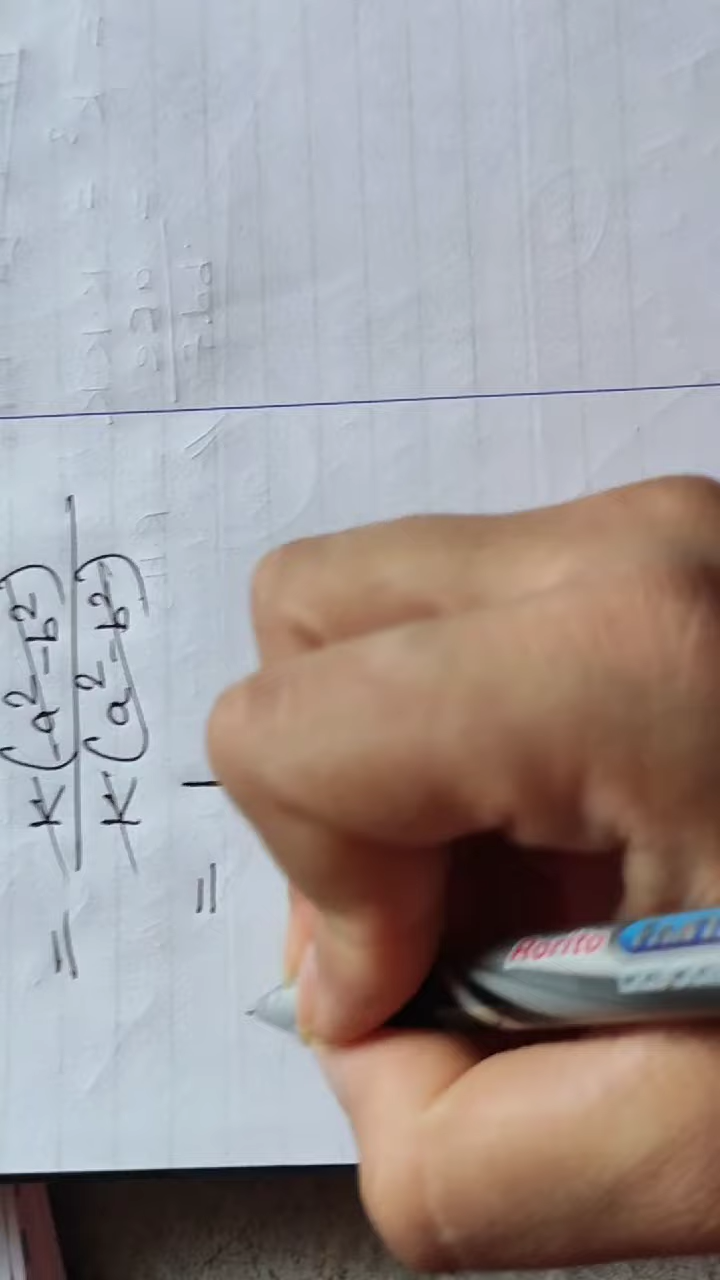 = K(a²-b²)
K(a²-b²)
= 1
Rorito